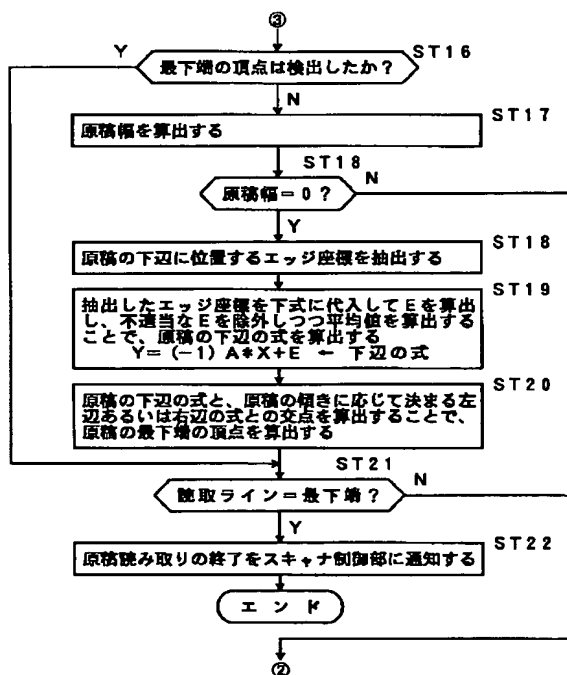 ③
Y
最下端の頂点は検出したか?
ST16
N
ST17
原稿幅を算出する
ST18
原稿幅=0?
N
Y
ST18
原稿の下辺に位置するエッジ座標を抽出する
ST19
抽出したエッジ座標を下式に代入してEを算出
し、不適当なEを除外しつつ平均値を算出する
ことで、原稿の下辺の式を算出する
Y=(-1)A*X+E ← 下辺の式
ST20
原稿の下辺の式と、原稿の傾きに応じて決まる左
辺あるいは右辺の式との交点を算出することで、
原稿の最下端の頂点を算出する
ST21
読取ライン=最下端?
N
Y
ST22
原稿読み取りの終了をスキャナ制御部に通知する
エンド
②